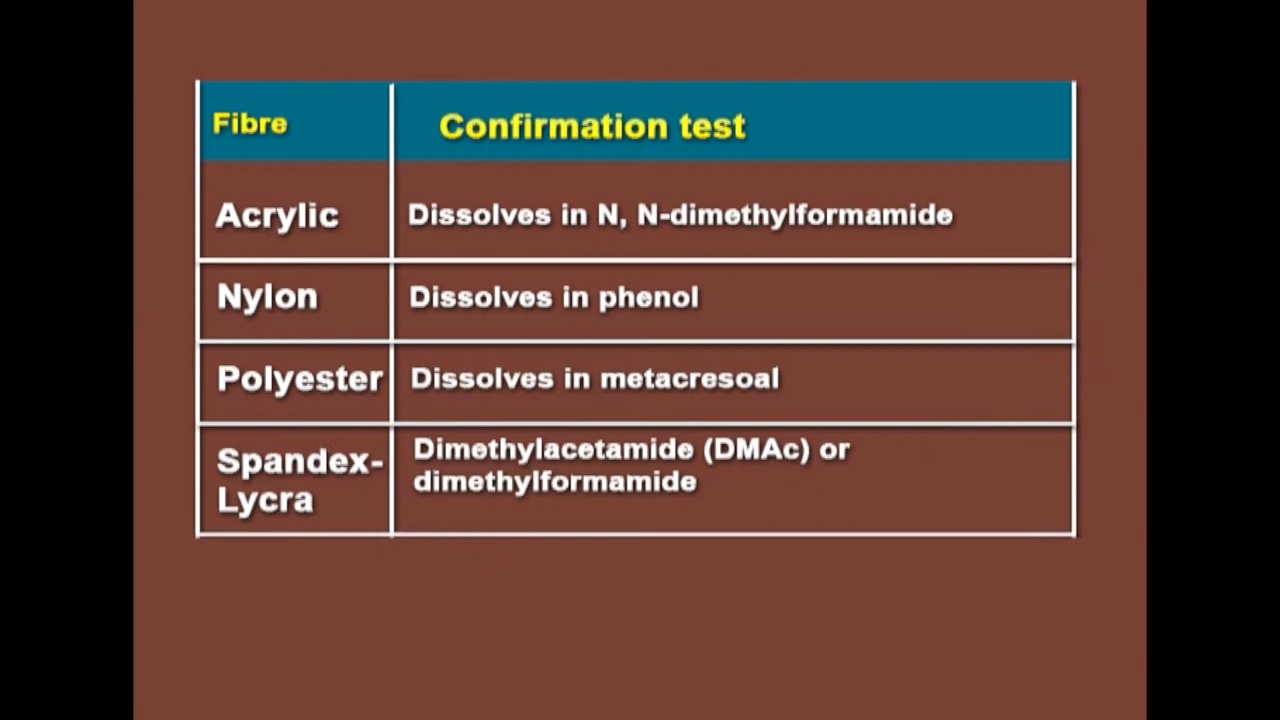 Fibre
Confirmation test
Acrylic
Dissolves in N, N-dimethylformamide
Nylon
Dissolves in phenol
Polyester
Dissolves in metacresoal
Spandex-
Lycra
Dimethylacetamide (DMAc) or
dimethylformamide